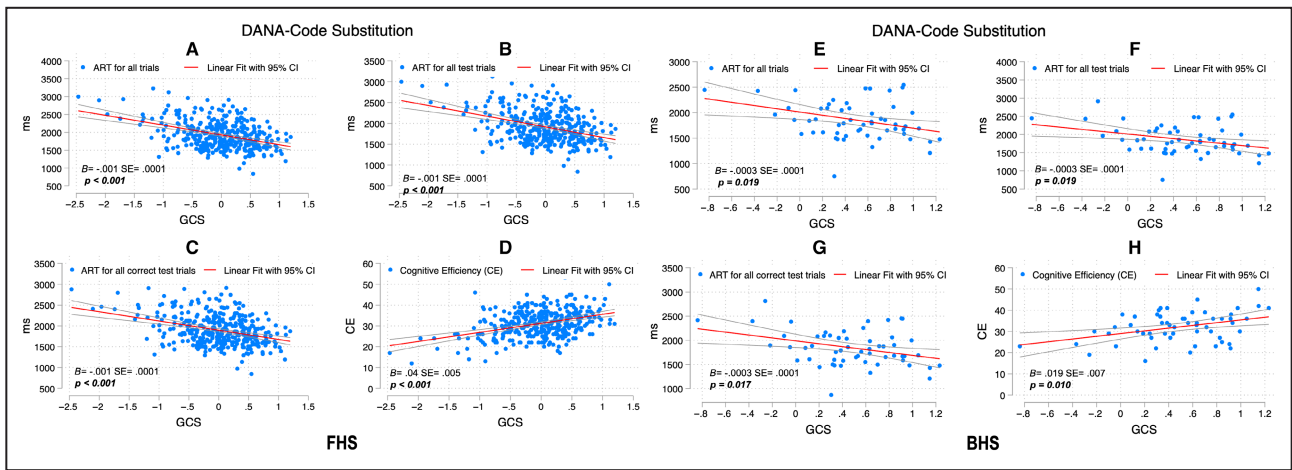 DANA-Code Substitution
A
4000
3500
3000
2500
2000
1500
1000
500
ms
ART for all trials
Linear Fit with 95% CI
B= -.001 SE= .0001
p < 0.001
-2.5 -2 -1.5 -1 -.5 0 0.5 1 1.5
GCS
B
3500
3000
2500
2000
1500
1000
500
ms
ART for all test trials
Linear Fit with 95% CI
B= -.001 SE= .0001
p < 0.001
-2.5 -2 -1.5 -1 -.5 0 0.5 1 1.5
GCS
C
3500
3000
2500
2000
1500
1000
500
ms
ART for all correct test trials
Linear Fit with 95% CI
B= -.001 SE= .0001
p < 0.001
-2.5 -2 -1.5 -1 -.5 0 0.5 1 1.5
GCS
D
60
50
40
30
20
10
0
CE
Cognitive Efficiency (CE)
Linear Fit with 95% CI
B= .04 SE= .005
p < 0.001
-2.5 -2 -1.5 -1 -.5 0 0.5 1 1.5
GCS
FHS
DANA-Code Substitution
E
3000
2500
2000
1500
1000
500
ms
ART for all trials
Linear Fit with 95% CI
B= -.0003 SE= .0001
p = 0.019
-.8 -.6 -.4 -.2 0 .2 .4 .6 .8 1 1.2
GCS
F
4000
3500
3000
2500
2000
1500
1000
500
ms
ART for all test trials
Linear Fit with 95% CI
B= -.0003 SE= .0001
p = 0.019
-.8 -.6 -.4 -.2 0 .2 .4 .6 .8 1 1.2
GCS
G
3500
3000
2500
2000
1500
1000
ms
ART for all correct test trials
Linear Fit with 95% CI
B= -.0003 SE= .0001
p = 0.017
-.8 -.6 -.4 -.2 0 .2 .4 .6 .8 1 1.2
GCS
H
60
50
40
30
20
10
0
CE
Cognitive Efficiency (CE)
Linear Fit with 95% CI
B= .019 SE= .007
p = 0.010
-.8 -.6 -.4 -.2 0 .2 .4 .6 .8 1 1.2
GCS
BHS